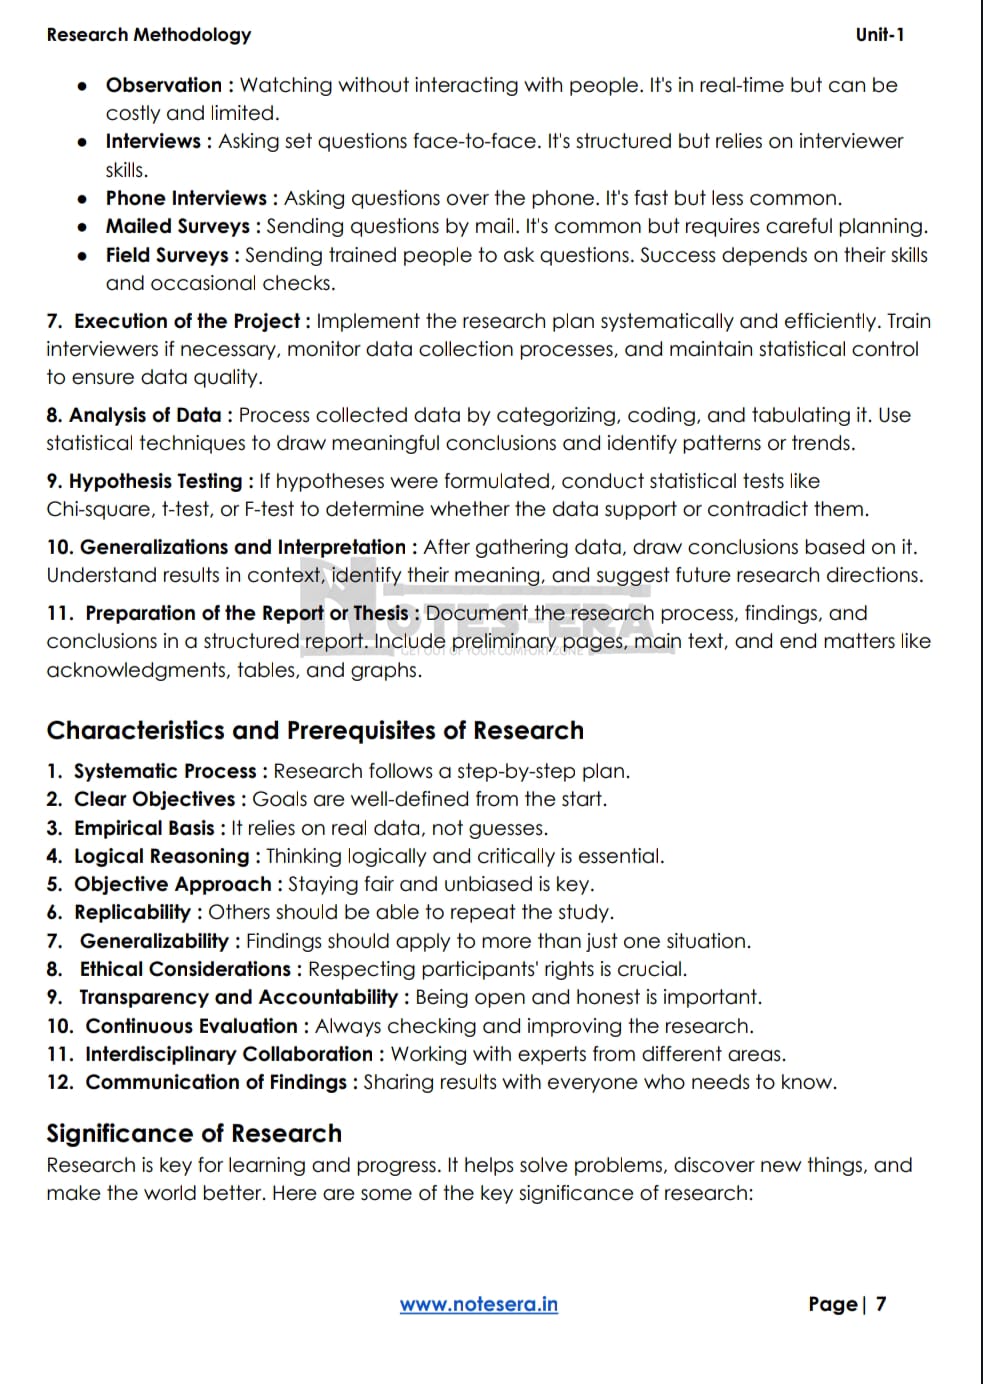 Research Methodology Unit-1
● Observation : Watching without interacting with people. It's in real-time but can be
costly and limited.
● Interviews : Asking set questions face-to-face. It's structured but relies on interviewer
skills.
● Phone Interviews : Asking questions over the phone. It's fast but less common.
● Mailed Surveys : Sending questions by mail. It's common but requires careful planning.
● Field Surveys : Sending trained people to ask questions. Success depends on their skills
and occasional checks.
7. Execution of the Project : Implement the research plan systematically and efficiently. Train
interviewers if necessary, monitor data collection processes, and maintain statistical control
to ensure data quality.
8. Analysis of Data : Process collected data by categorizing, coding, and tabulating it. Use
statistical techniques to draw meaningful conclusions and identify patterns or trends.
9. Hypothesis Testing : If hypotheses were formulated, conduct statistical tests like
Chi-square, t-test, or F-test to determine whether the data support or contradict them.
10. Generalizations and Interpretation : After gathering data, draw conclusions based on it.
Understand results in context, identify their meaning, and suggest future research directions.
11. Preparation of the Report or Thesis : Document the research process, findings, and
NOTES-ERA
conclusions in a structured report. Include preliminary pages, main text, and end matters like
GET OUT OF YOUR COMFORT ZONE
acknowledgments, tables, and graphs.
Characteristics and Prerequisites of Research
1. Systematic Process : Research follows a step-by-step plan.
2. Clear Objectives : Goals are well-defined from the start.
3. Empirical Basis : It relies on real data, not guesses.
4. Logical Reasoning : Thinking logically and critically is essential.
5. Objective Approach : Staying fair and unbiased is key.
6. Replicability : Others should be able to repeat the study.
7. Generalizability : Findings should apply to more than just one situation.
8. Ethical Considerations : Respecting participants' rights is crucial.
9. Transparency and Accountability : Being open and honest is important.
10. Continuous Evaluation : Always checking and improving the research.
11. Interdisciplinary Collaboration : Working with experts from different areas.
12. Communication of Findings : Sharing results with everyone who needs to know.
Significance of Research
Research is key for learning and progress. It helps solve problems, discover new things, and
make the world better. Here are some of the key significance of research:
www.notesera.in Page| 7